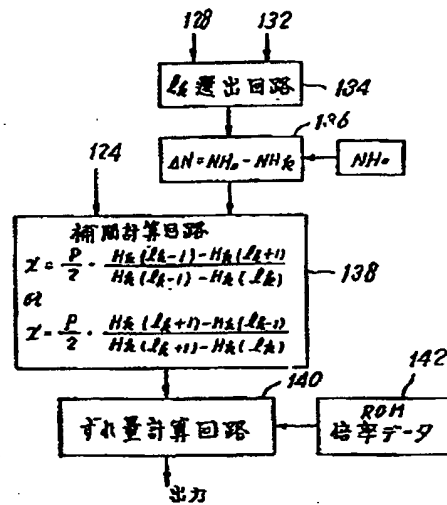 128 132
ℓk 選出回路
134
136
ΔN=NHo-NHk
NHo
124
補間計算回路
x = P/2 · Hk(ℓk-1)-Hk(ℓk+1) / Hk(ℓk-1)-Hk(ℓk)
or
x = P/2 · Hk(ℓk+1)-Hk(ℓk-1) / Hk(ℓk+1)-Hk(ℓk)
138
140
142
ずれ量計算回路
ROM
倍率データ
出力